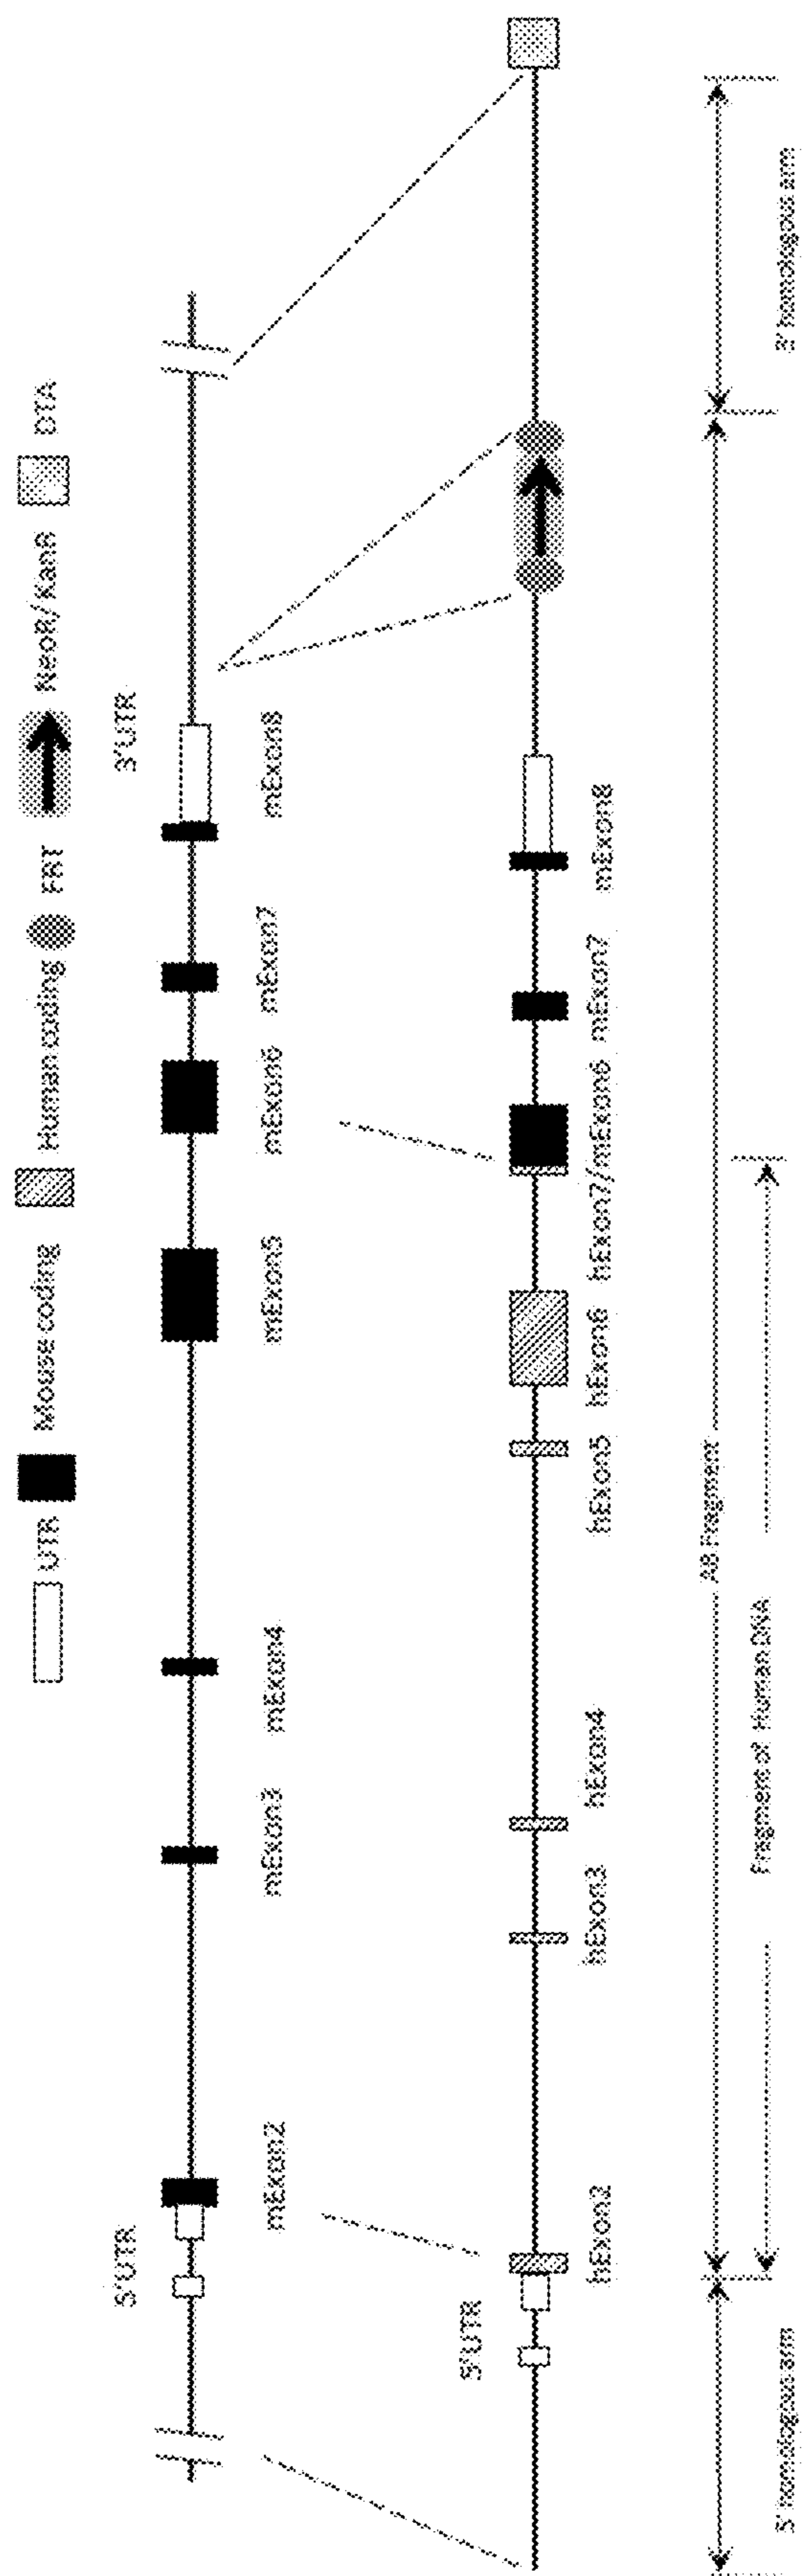 UTR Mouse coding Human coding FRT NeoR/KanR DTA
5'UTR 3'UTR
mExon2 mExon3 mExon4 mExon5 mExon6 mExon7 mExon8
5'UTR
hExon2 hExon3 hExon4 hExon5 hExon6 hExon7/mExon6 mExon7 mExon8
AB Fragment
5' homologous arm Fragment of Human DNA 3' homologous arm